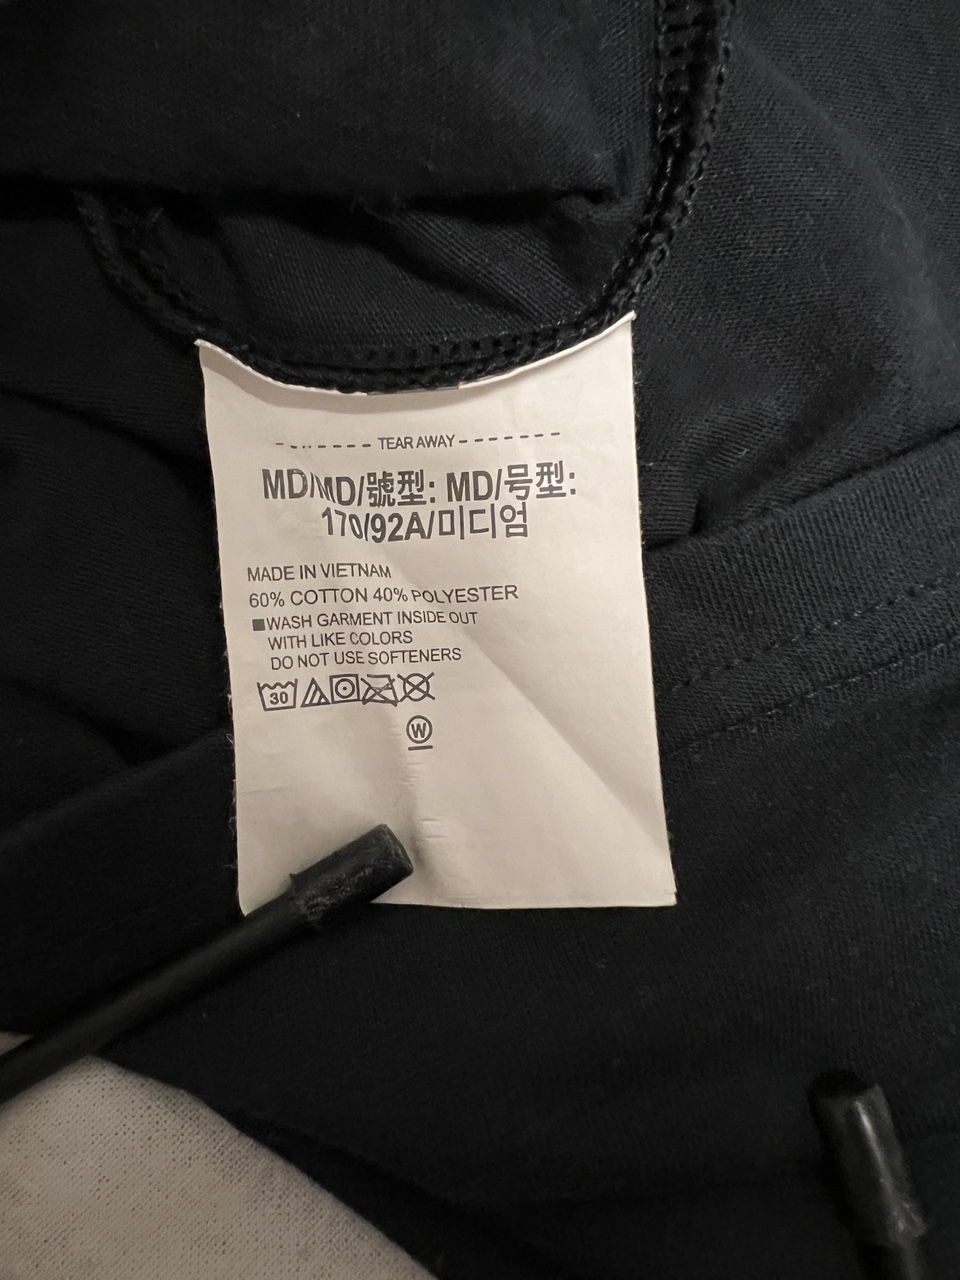 TEAR AWAY
MD/MD/號型: MD/号型:
170/92A/미디엄
MADE IN VIETNAM
60% COTTON 40% POLYESTER
■WASH GARMENT INSIDE OUT
WITH LIKE COLORS
DO NOT USE SOFTENERS
30
W